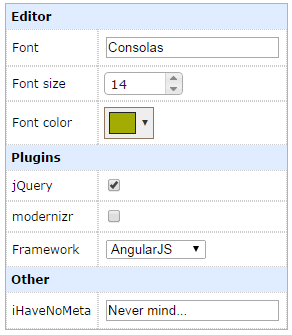 Editor
Font Consolas
Font size 14
Font color
Plugins
jQuery
modernizr
Framework AngularJS
Other
iHaveNoMeta Never mind...